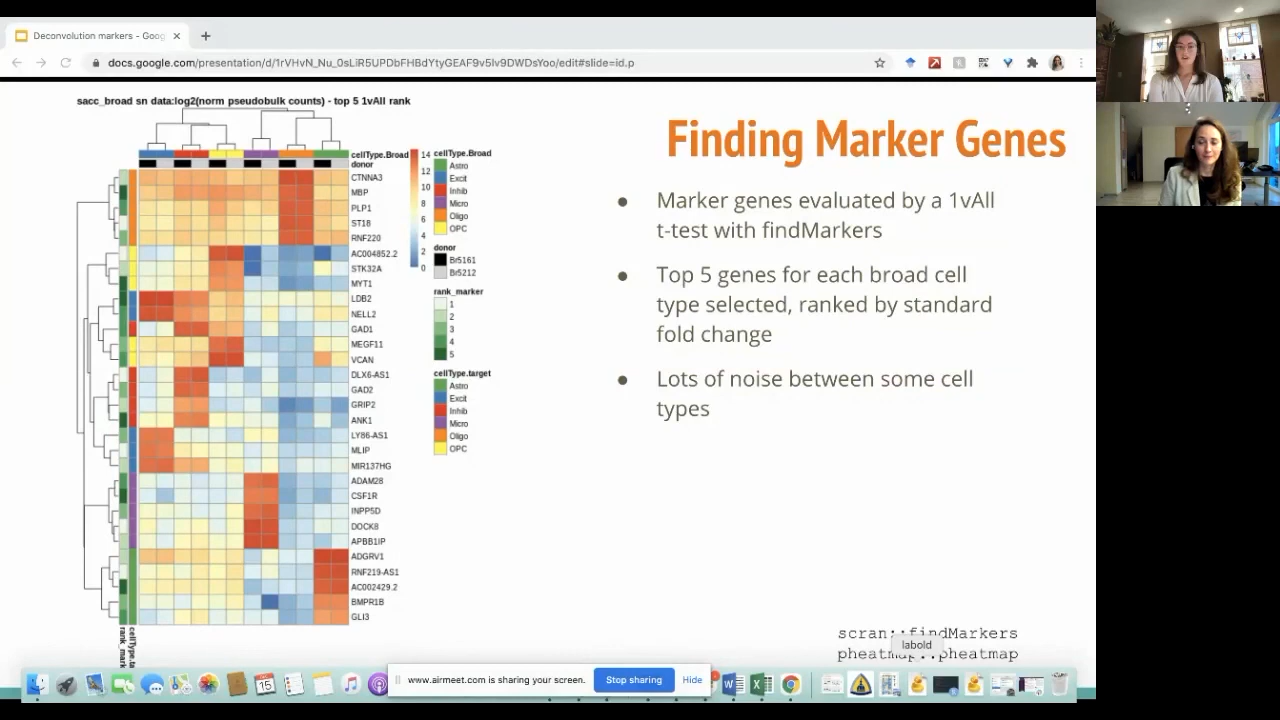 Deconvolution markers - Goog
docs.google.com/presentation/d/1rVHvN_Nu_0sLiR5UPDbFHBdYtyGEAF9v5Iv9DWDsYoo/edit#slide=id.p
sacc_broad sn data:log2(norm pseudobulk counts) - top 5 1vAll rank
Finding Marker Genes
Marker genes evaluated by a 1vAll
t-test with findMarkers
Top 5 genes for each broad cell
type selected, ranked by standard
fold change
Lots of noise between some cell
types
cellType.Broad
donor
CTNNA3
MBP
PLP1
ST18
RNF220
AC004852.2
STK32A
MYT1
LDB2
NELL2
GAD1
MEGF11
VCAN
DLX6-AS1
GAD2
GRIP2
ANK1
LY86-AS1
MLIP
MIR137HG
ADAM28
CSF1R
INPP5D
DOCK8
APBB1IP
ADGRV1
RNF219-AS1
AC002429.2
BMPR1B
GLI3
14
12
10
8
6
4
2
0
cellType.Broad
Astro
Excit
Inhib
Micro
Oligo
OPC
donor
Br5161
Br5212
rank_marker
1
2
3
4
5
cellType.target
Astro
Excit
Inhib
Micro
Oligo
OPC
rank_mark
cellType.ta
scran::findMarkers
pheatmap::pheatmap
labold
www.airmeet.com is sharing your screen.
Stop sharing
Hide
JUL
15